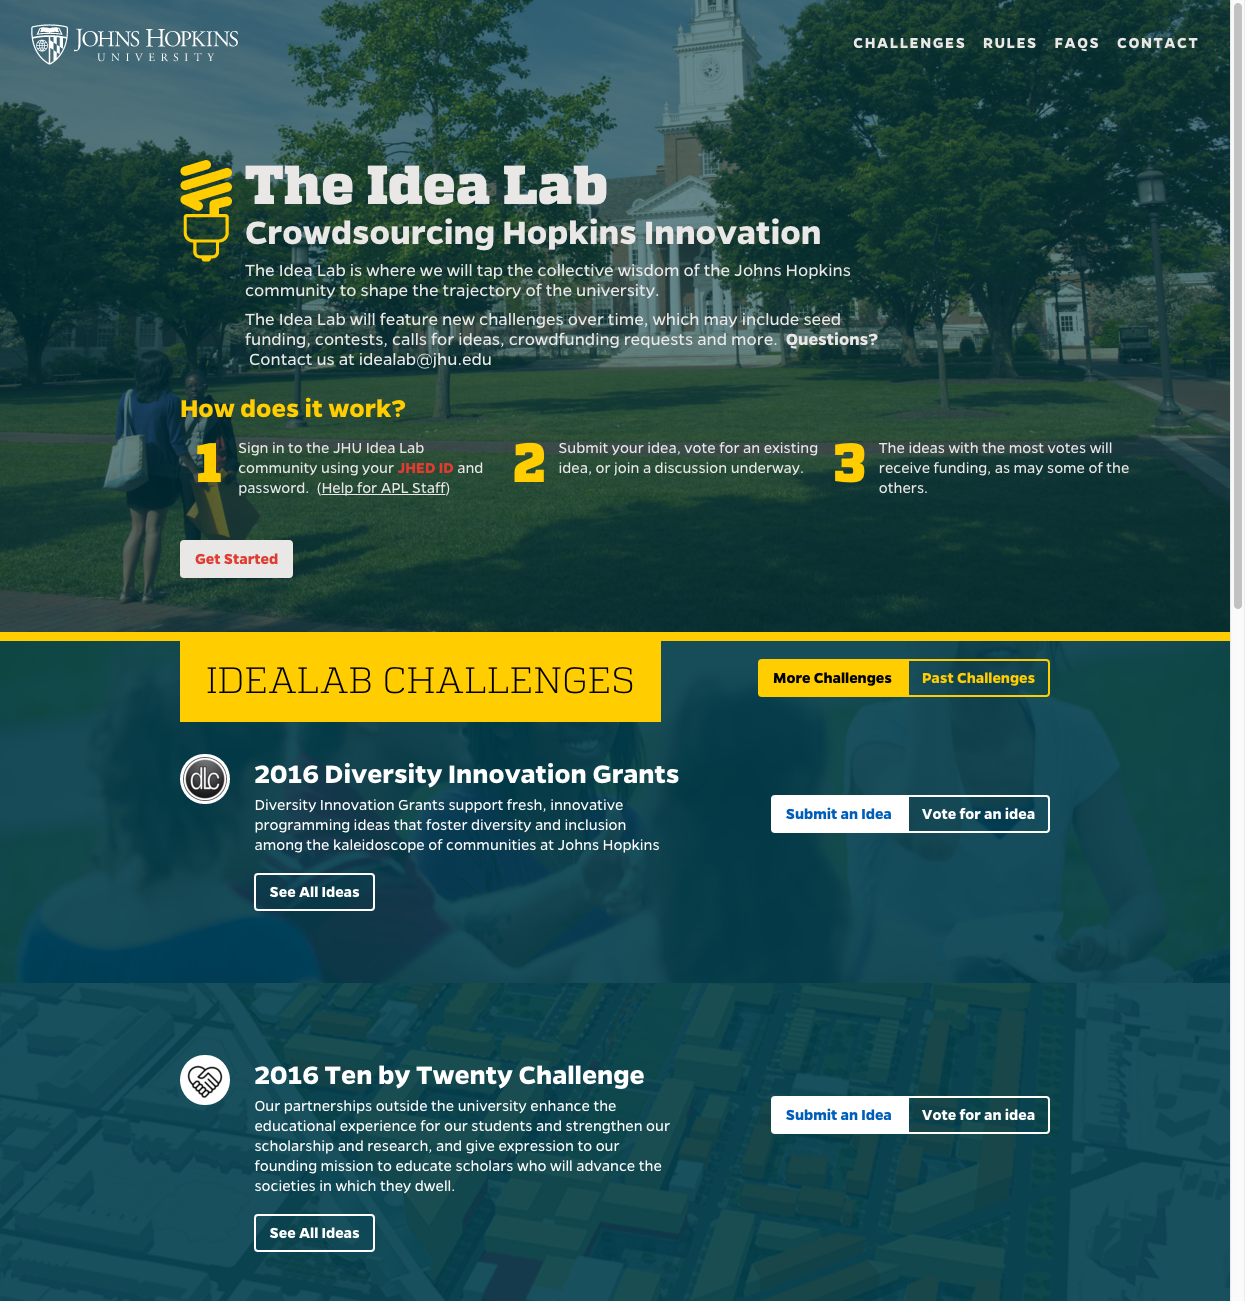 JOHNS HOPKINS
UNIVERSITY
CHALLENGES RULES FAQS CONTACT
The Idea Lab
Crowdsourcing Hopkins Innovation
The Idea Lab is where we will tap the collective wisdom of the Johns Hopkins
community to shape the trajectory of the university.
The Idea Lab will feature new challenges over time, which may include seed
funding, contests, calls for ideas, crowdfunding requests and more. Questions?
Contact us at idealab@jhu.edu
How does it work?
1
Sign in to the JHU Idea Lab
community using your JHED ID and
password. (Help for APL Staff)
2
Submit your idea, vote for an existing
idea, or join a discussion underway.
3
The ideas with the most votes will
receive funding, as may some of the
others.
Get Started
IDEALAB CHALLENGES
More Challenges Past Challenges
dlc
2016 Diversity Innovation Grants
Diversity Innovation Grants support fresh, innovative
programming ideas that foster diversity and inclusion
among the kaleidoscope of communities at Johns Hopkins
See All Ideas
Submit an Idea Vote for an idea
2016 Ten by Twenty Challenge
Our partnerships outside the university enhance the
educational experience for our students and strengthen our
scholarship and research, and give expression to our
founding mission to educate scholars who will advance the
societies in which they dwell.
See All Ideas
Submit an Idea Vote for an idea